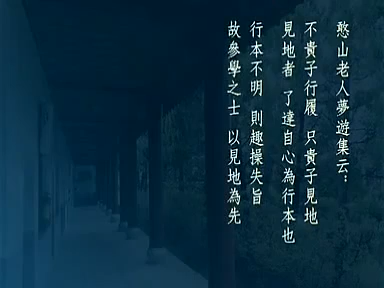 憨山老人夢遊集云：
不貴子行履　只貴子見地
見地者　了達自心為行本也
行本不明　則趣操失旨
故參學之士　以見地為先